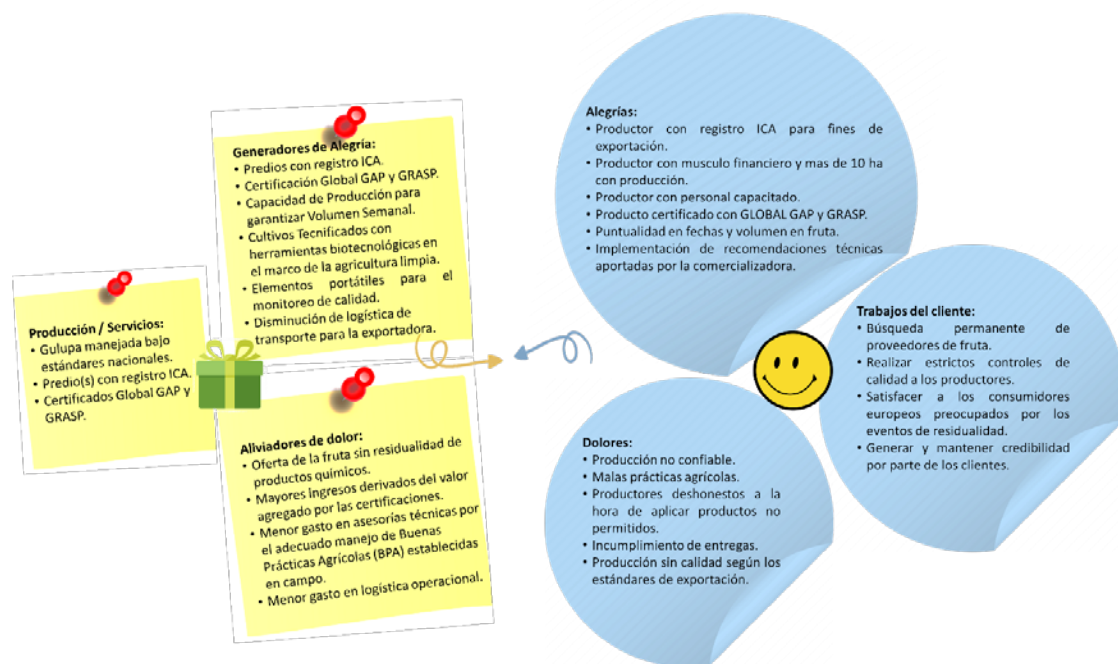 Producción / Servicios:
• Gulupa manejada bajo
estándares nacionales.
• Predio(s) con registro ICA.
• Certificados Global GAP y
GRASP.
Generadores de Alegría:
• Predios con registro ICA.
• Certificación Global GAP y GRASP.
• Capacidad de Producción para
garantizar Volumen Semanal.
• Cultivos Tecnificados con
herramientas biotecnológicas en
el marco de la agricultura limpia.
• Elementos portátiles para el
monitoreo de calidad.
• Disminución de logística de
transporte para la exportadora.
Aliviadores de dolor:
• Oferta de la fruta sin residualidad de
productos químicos.
• Mayores ingresos derivados del valor
agregado por las certificaciones.
• Menor gasto en asesorías técnicas por
el adecuado manejo de Buenas
Prácticas Agrícolas (BPA) establecidas
en campo.
• Menor gasto en logística operacional.
Alegrías:
• Productor con registro ICA para fines de
exportación.
• Productor con musculo financiero y mas de 10 ha
con producción.
• Productor con personal capacitado.
• Producto certificado con GLOBAL GAP y GRASP.
• Puntualidad en fechas y volumen en fruta.
• Implementación de recomendaciones técnicas
aportadas por la comercializadora.
Trabajos del cliente:
• Búsqueda permanente de
proveedores de fruta.
• Realizar estrictos controles de
calidad a los productores.
• Satisfacer a los consumidores
europeos preocupados por los
eventos de residualidad.
• Generar y mantener credibilidad
por parte de los clientes.
Dolores:
• Producción no confiable.
• Malas prácticas agrícolas.
• Productores deshonestos a la
hora de aplicar productos no
permitidos.
• Incumplimiento de entregas.
• Producción sin calidad según los
estándares de exportación.